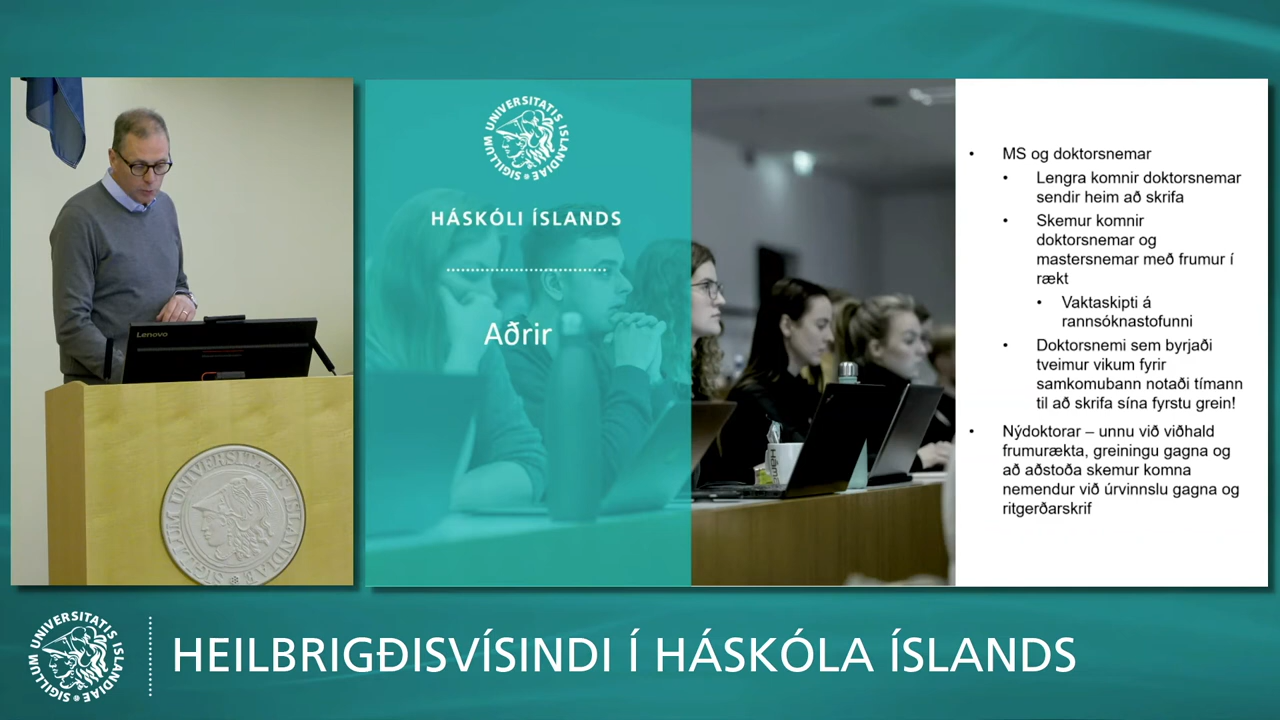 Lenovo
SIGILLUM UNIVERSITATIS ISLANDIAE
SIGILLUM UNIVERSITATIS ISLANDIAE
HÁSKÓLI ÍSLANDS
Aðrir
• MS og doktorsnemar
• Lengra komnir doktorsnemar
sendir heim að skrifa
• Skemur komnir
doktorsnemar og
mastersnemar með frumur í
rækt
• Vaktaskipti á
rannsóknastofunni
• Doktorsnemi sem byrjaði
tveimur vikum fyrir
samkomubann notaði tímann
til að skrifa sína fyrstu grein!
• Nýdoktorar – unnu við viðhald
frumurækta, greiningu gagna og
að aðstoða skemur komna
nemendur við úrvinnslu gagna og
ritgerðarskrif
SIGILLUM UNIVERSITATIS ISLANDIAE
HEILBRIGÐISVÍSINDI Í HÁSKÓLA ÍSLANDS